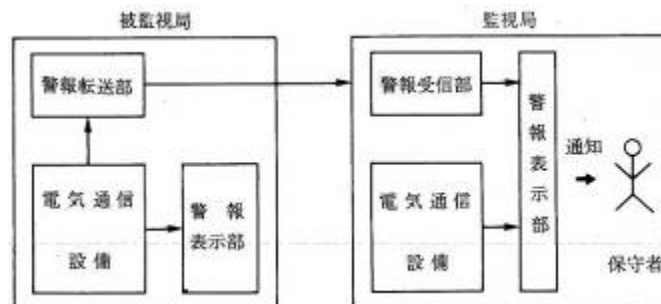 被監視局
監視局
警報転送部
電気通信
設備
警報
表示部
警報受信部
電気通信
設備
警報表示部
通知
保守者